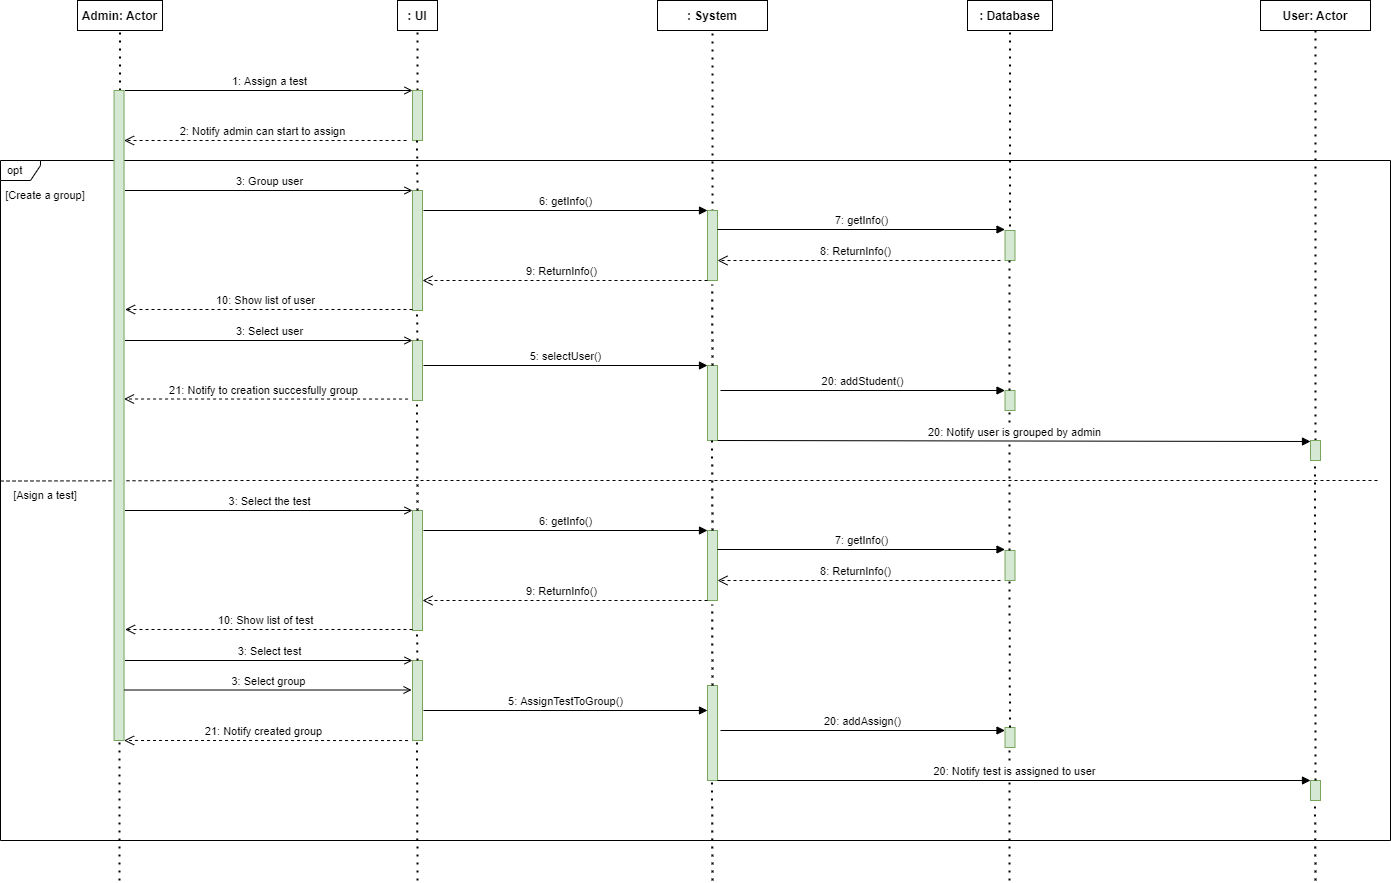 Admin: Actor
: UI
: System
: Database
User: Actor
1: Assign a test
2: Notify admin can start to assign
opt
[Create a group]
3: Group user
6: getInfo()
7: getInfo()
8: ReturnInfo()
9: ReturnInfo()
10: Show list of user
3: Select user
5: selectUser()
20: addStudent()
21: Notify to creation succesfully group
20: Notify user is grouped by admin
[Asign a test]
3: Select the test
6: getInfo()
7: getInfo()
8: ReturnInfo()
9: ReturnInfo()
10: Show list of test
3: Select test
3: Select group
5: AssignTestToGroup()
20: addAssign()
21: Notify created group
20: Notify test is assigned to user